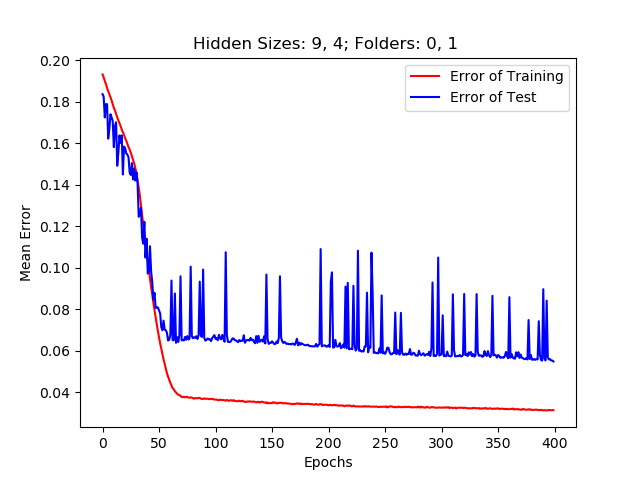 Hidden Sizes: 9, 4; Folders: 0, 1
0.20
0.18
0.16
0.14
0.12
0.10
0.08
0.06
0.04
Mean Error
Error of Training
Error of Test
0 50 100 150 200 250 300 350 400
Epochs